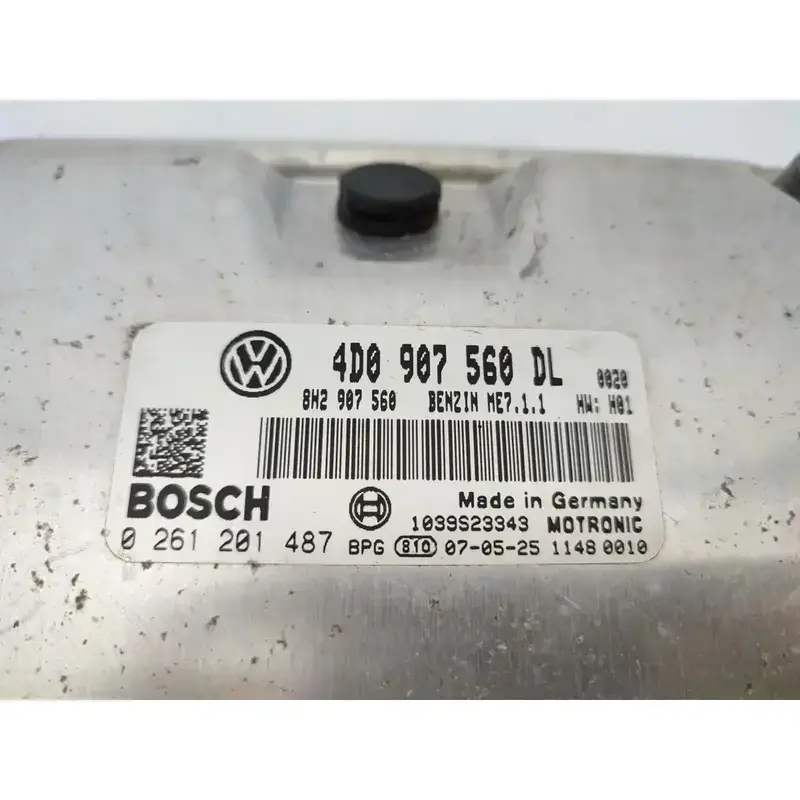 VW
4D0 907 560 DL 0020
8H2 907 560 BENZIN ME7.1.1 HW: H01
BOSCH
Made in Germany
1039S23343 MOTRONIC
0 261 201 487 BPG 810 07-05-25 1148 0010